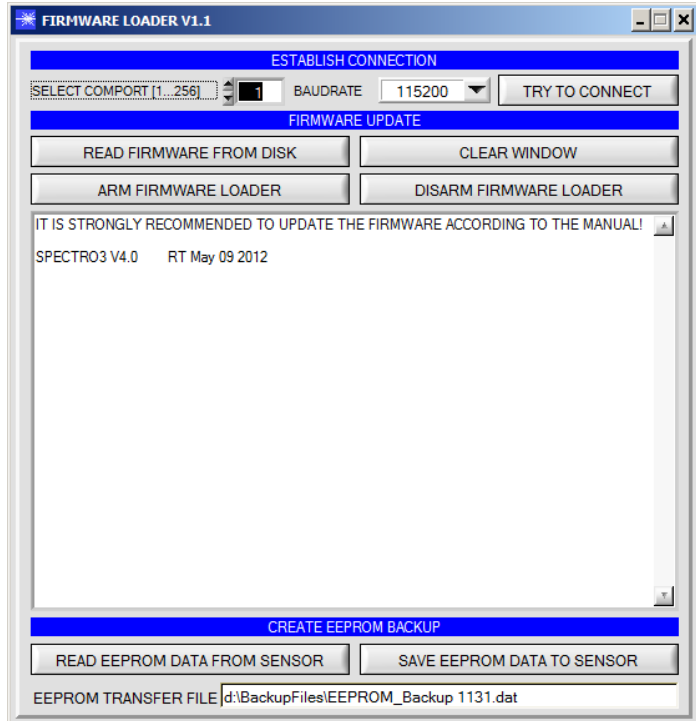 FIRMWARE LOADER V1.1
ESTABLISH CONNECTION
SELECT COMPORT [1...256] 1 BAUDRATE 115200 TRY TO CONNECT
FIRMWARE UPDATE
READ FIRMWARE FROM DISK CLEAR WINDOW
ARM FIRMWARE LOADER DISARM FIRMWARE LOADER
IT IS STRONGLY RECOMMENDED TO UPDATE THE FIRMWARE ACCORDING TO THE MANUAL!
SPECTRO3 V4.0 RT May 09 2012
CREATE EEPROM BACKUP
READ EEPROM DATA FROM SENSOR SAVE EEPROM DATA TO SENSOR
EEPROM TRANSFER FILE d:\BackupFiles\EEPROM_Backup 1131.dat